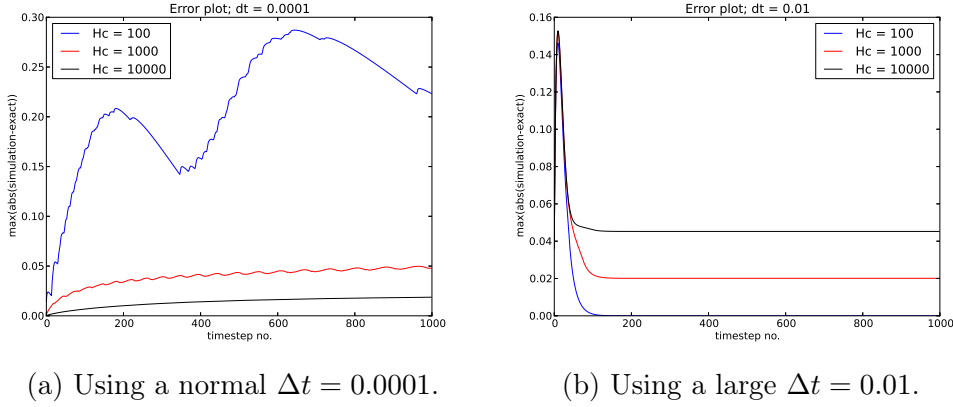 Error plot; dt = 0.0001
Hc = 100
Hc = 1000
Hc = 10000
max(abs(simulation-exact))
0.30
0.25
0.20
0.15
0.10
0.05
0.00
0 200 400 600 800 1000
timestep no.
(a) Using a normal Δt = 0.0001.
Error plot; dt = 0.01
Hc = 100
Hc = 1000
Hc = 10000
max(abs(simulation-exact))
0.16
0.14
0.12
0.10
0.08
0.06
0.04
0.02
0.00
0 200 400 600 800 1000
timestep no.
(b) Using a large Δt = 0.01.